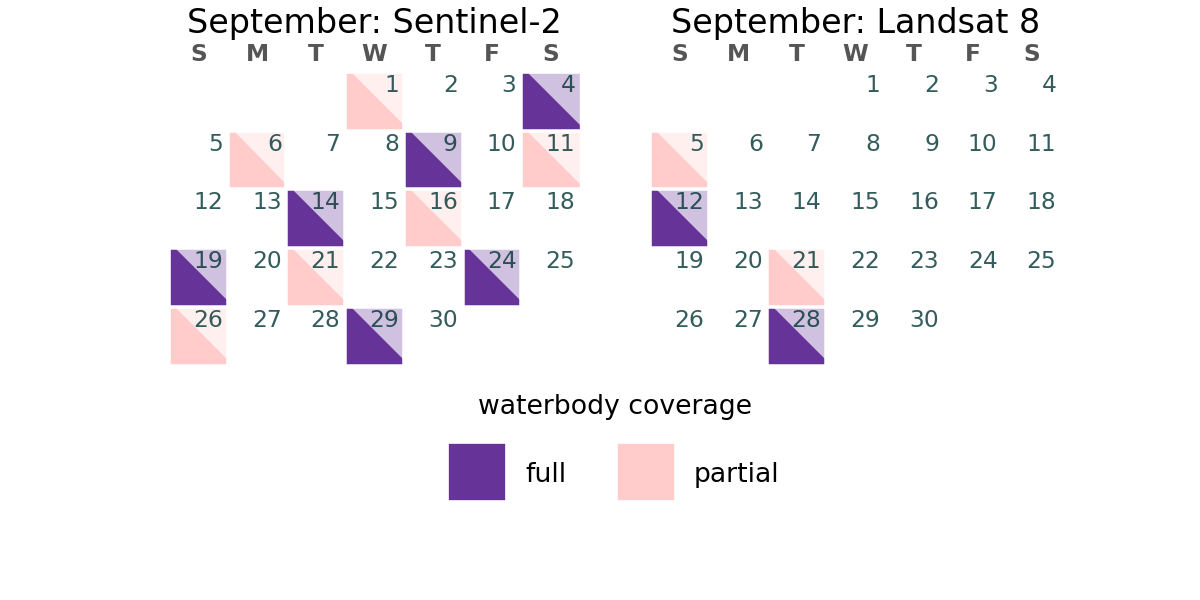 September: Sentinel-2
S M T W T F S
1 2 3 4
5 6 7 8 9 10 11
12 13 14 15 16 17 18
19 20 21 22 23 24 25
26 27 28 29 30
September: Landsat 8
S M T W T F S
1 2 3 4
5 6 7 8 9 10 11
12 13 14 15 16 17 18
19 20 21 22 23 24 25
26 27 28 29 30
waterbody coverage
full
partial